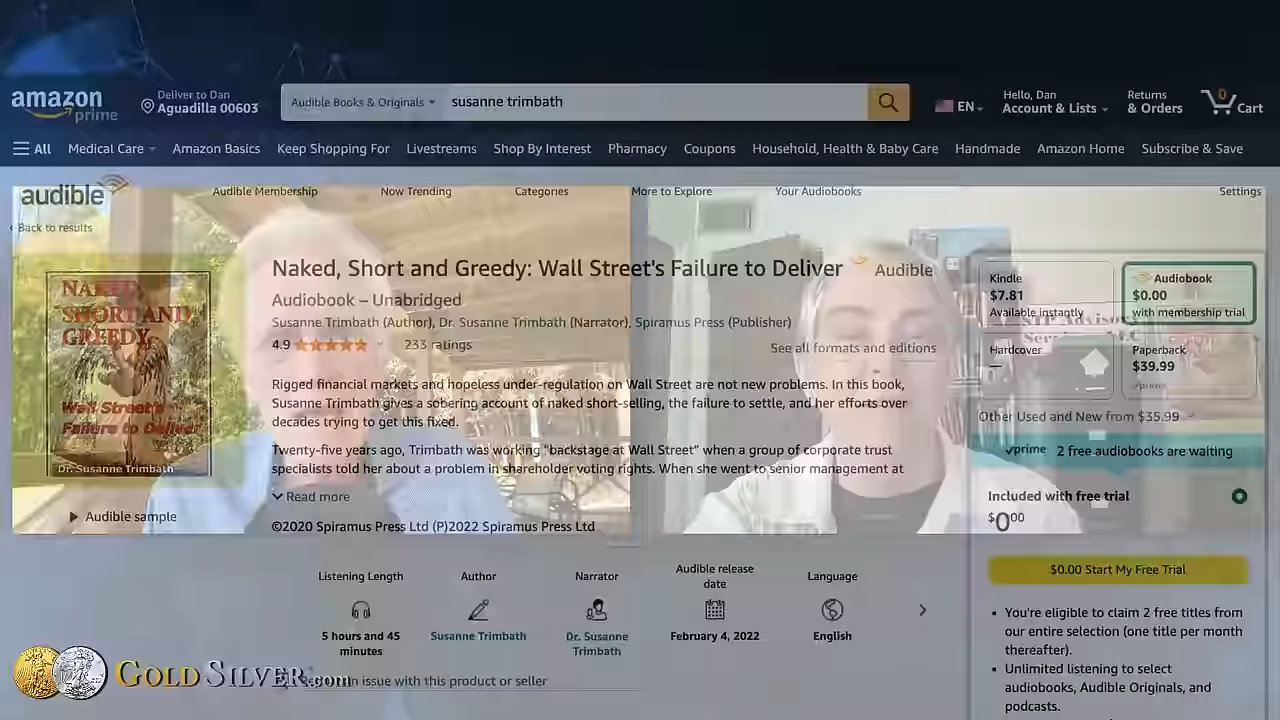 amazon
prime
Deliver to Dan
Aguadilla 00603
Audible Books & Originals
susanne trimbath
EN
Hello, Dan
Account & Lists
Returns
& Orders
0
Cart
All
Medical Care
Amazon Basics
Keep Shopping For
Livestreams
Shop By Interest
Pharmacy
Coupons
Household, Health & Baby Care
Handmade
Amazon Home
Subscribe & Save
audible
Audible Membership
Now Trending
Categories
More to Explore
Your Audiobooks
Settings
‹ Back to results
NAKED,
SHORT AND
GREEDY
Wall Street's
Failure to Deliver
Dr. Susanne Trimbath
Audible sample
Naked, Short and Greedy: Wall Street's Failure to Deliver
Audible
Audiobook – Unabridged
Susanne Trimbath (Author), Dr. Susanne Trimbath (Narrator), Spiramus Press (Publisher)
4.9
233 ratings
See all formats and editions
Rigged financial markets and hopeless under-regulation on Wall Street are not new problems. In this book,
Susanne Trimbath gives a sobering account of naked short-selling, the failure to settle, and her efforts over
decades trying to get this fixed.
Twenty-five years ago, Trimbath was working "backstage at Wall Street" when a group of corporate trust
specialists told her about a problem in shareholder voting rights. When she went to senior management at
Read more
©2020 Spiramus Press Ltd (P)2022 Spiramus Press Ltd
Listening Length
5 hours and 45
minutes
Author
Susanne Trimbath
Narrator
Dr. Susanne
Trimbath
Audible release
date
February 4, 2022
Language
English
issue with this product or seller
Kindle
$7.81
Available instantly
Audiobook
$0.00
with membership trial
Hardcover
—
Paperback
$39.99
prime
Other Used and New from $35.99
prime
2 free audiobooks are waiting
Included with free trial
$0.00
$0.00 Start My Free Trial
You're eligible to claim 2 free titles from
our entire selection (one title per month
thereafter).
Unlimited listening to select
audiobooks, Audible Originals, and
podcasts.
GOLDSILVER.com